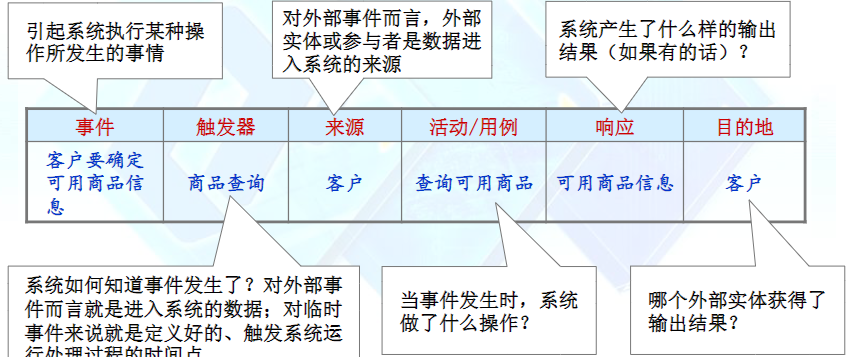 引起系统执行某种操
作所发生的事情
对外部事件而言，外部
实体或参与者是数据进
入系统的来源
系统产生了什么样的输出
结果（如果有的话）？
事件 触发器 来源 活动/用例 响应 目的地
客户要确定
可用商品信
息
商品查询
客户
查询可用商品
可用商品信息
客户
系统如何知道事件发生了？对外部事
件而言就是进入系统的数据；对临时
事件来说就是定义好的、触发系统运
行处理过程的时间点
当事件发生时，系统
做了什么操作？
哪个外部实体获得了
输出结果？